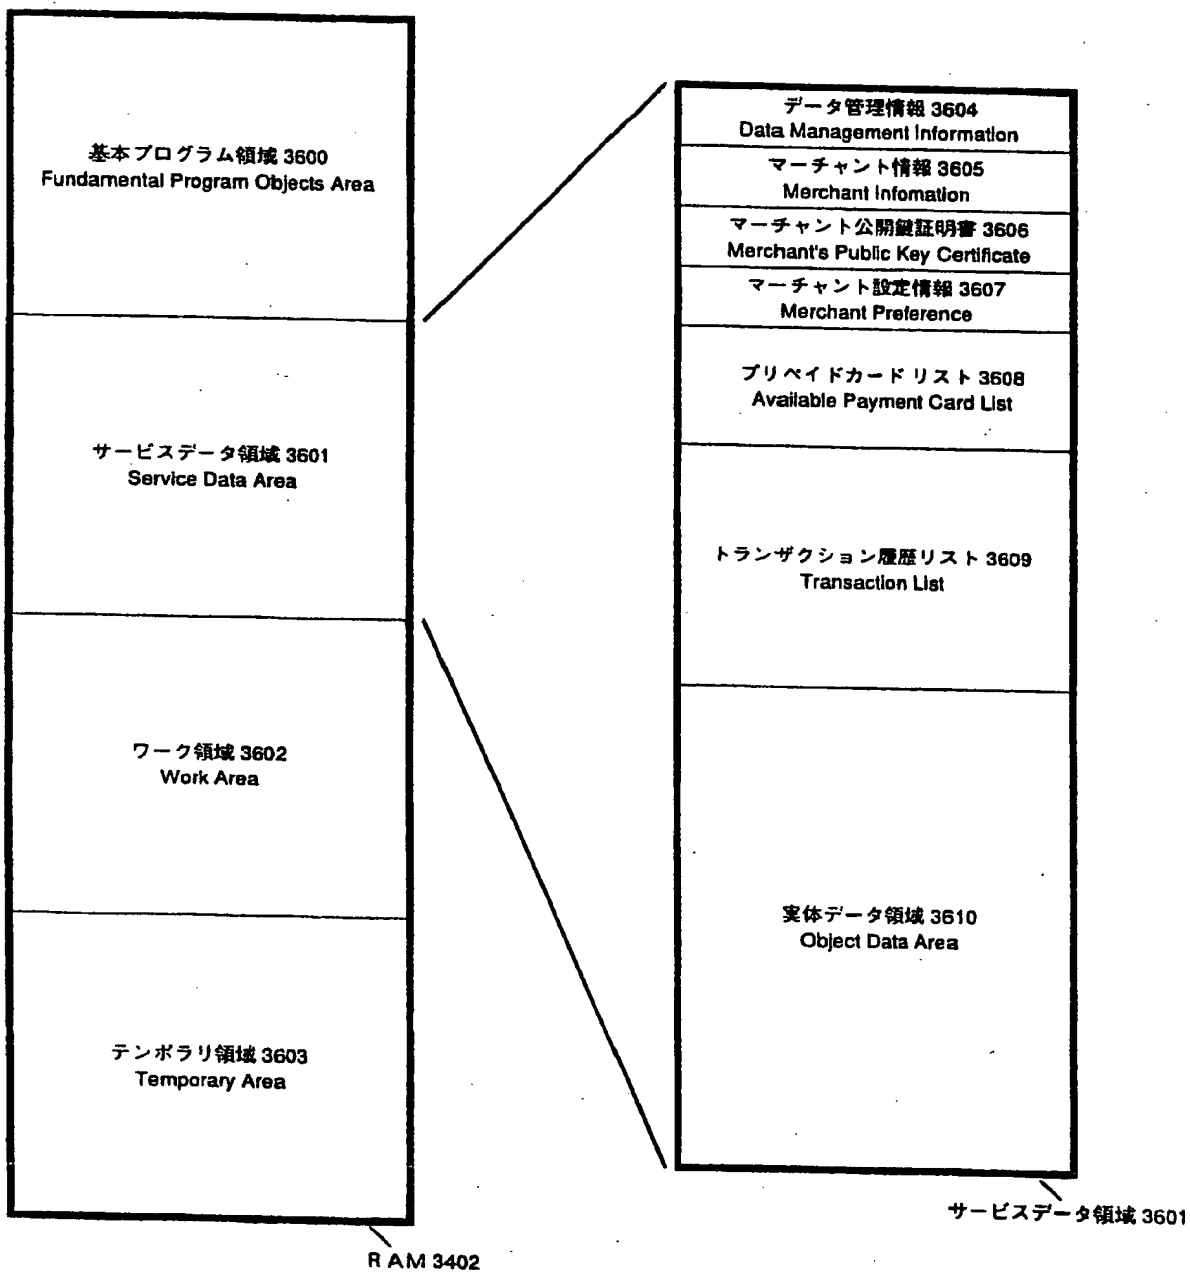 基本プログラム領域 3600
Fundamental Program Objects Area
サービスデータ領域 3601
Service Data Area
ワーク領域 3602
Work Area
テンポラリ領域 3603
Temporary Area
RAM 3402
データ管理情報 3604
Data Management Information
マーチャント情報 3605
Merchant Infomation
マーチャント公開鍵証明書 3606
Merchant's Public Key Certificate
マーチャント設定情報 3607
Merchant Preference
プリペイドカード リスト 3608
Available Payment Card List
トランザクション履歴リスト 3609
Transaction List
実体データ領域 3610
Object Data Area
サービスデータ領域 3601